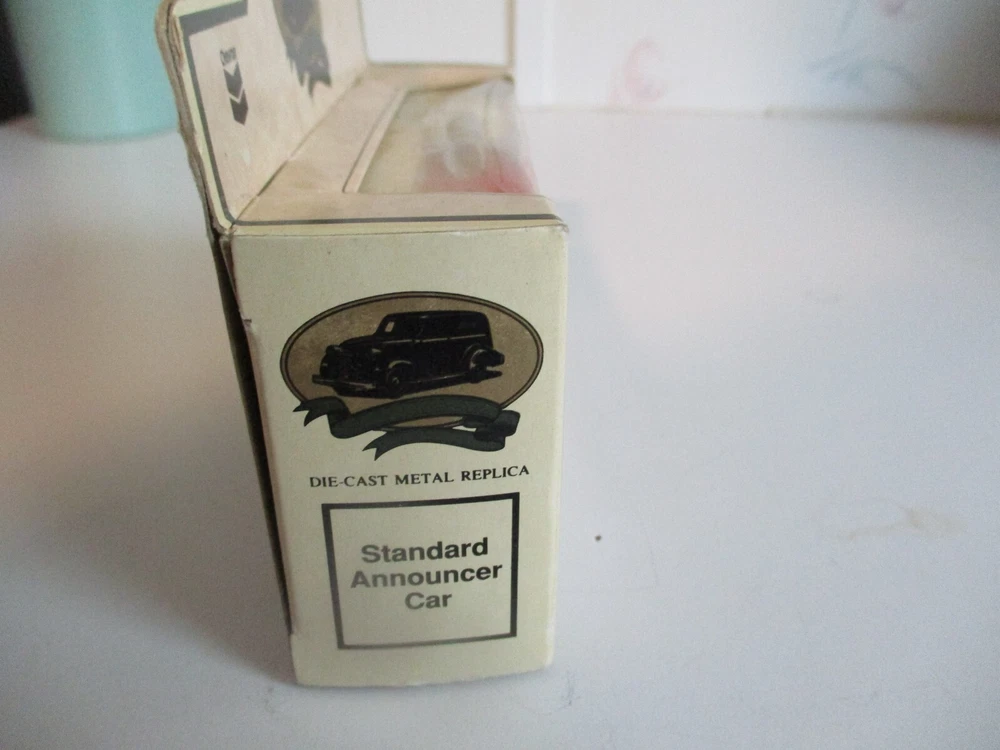 DIE-CAST METAL REPLICA
Standard
Announcer
Car